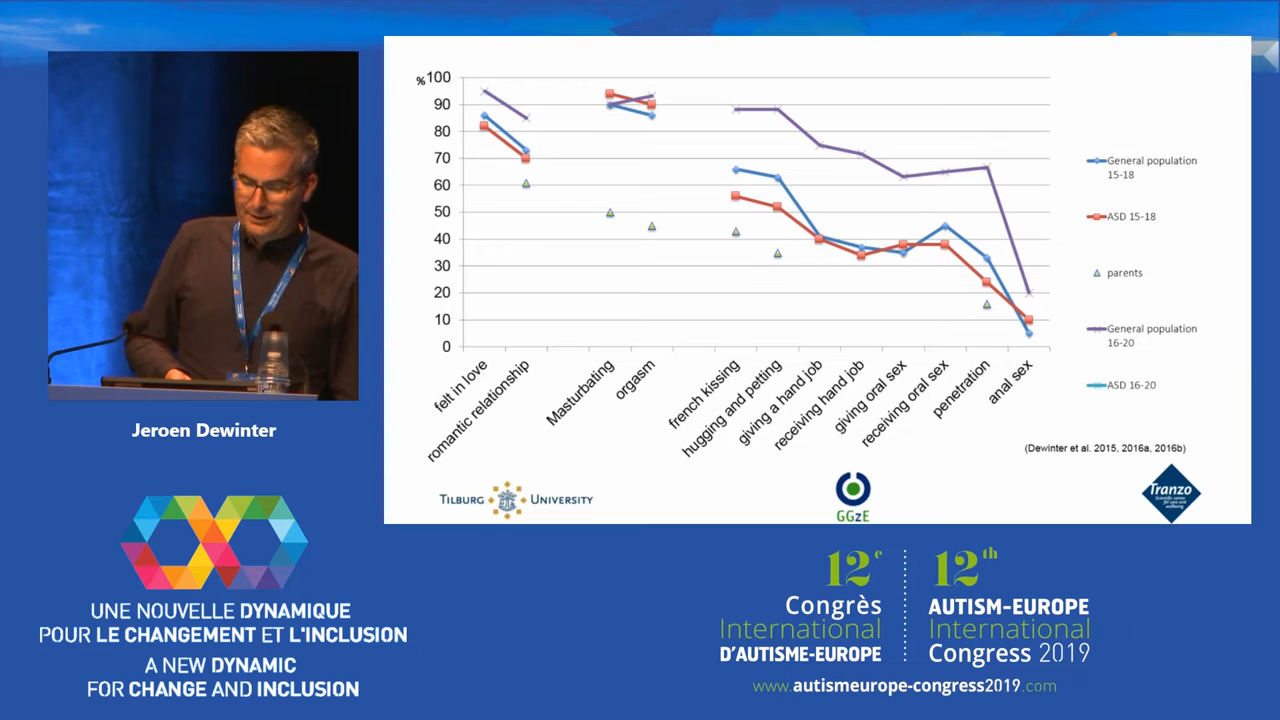 % 100
90
80
70
60
50
40
30
20
10
0
felt in love
romantic relationship
Masturbating
orgasm
french kissing
hugging and petting
giving a hand job
receiving hand job
giving oral sex
receiving oral sex
penetration
anal sex
General population
15-18
ASD 15-18
parents
General population
16-20
ASD 16-20
(Dewinter et al. 2015, 2016a, 2016b)
TILBURG UNIVERSITY
GGzE
Tranzo
Jeroen Dewinter
UNE NOUVELLE DYNAMIQUE
POUR LE CHANGEMENT ET L'INCLUSION
A NEW DYNAMIC
FOR CHANGE AND INCLUSION
12e
Congrès
International
D'AUTISME-EUROPE
12th
AUTISM-EUROPE
International
Congress 2019
www.autismeurope-congress2019.com